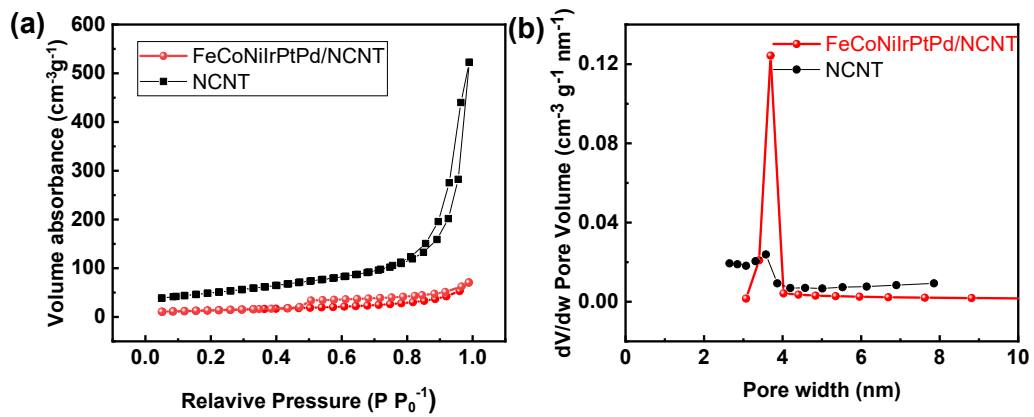 (a)
600
500
400
300
200
100
0
Volume absorbance (cm⁻³g⁻¹)
FeCoNiIrPtPd/NCNT
NCNT
0.0 0.2 0.4 0.6 0.8 1.0
Relavive Pressure (P P₀⁻¹)
(b)
0.12
0.08
0.04
0.00
dV/dw Pore Volume (cm⁻³ g⁻¹ nm⁻¹)
FeCoNiIrPtPd/NCNT
NCNT
0 2 4 6 8 10
Pore width (nm)